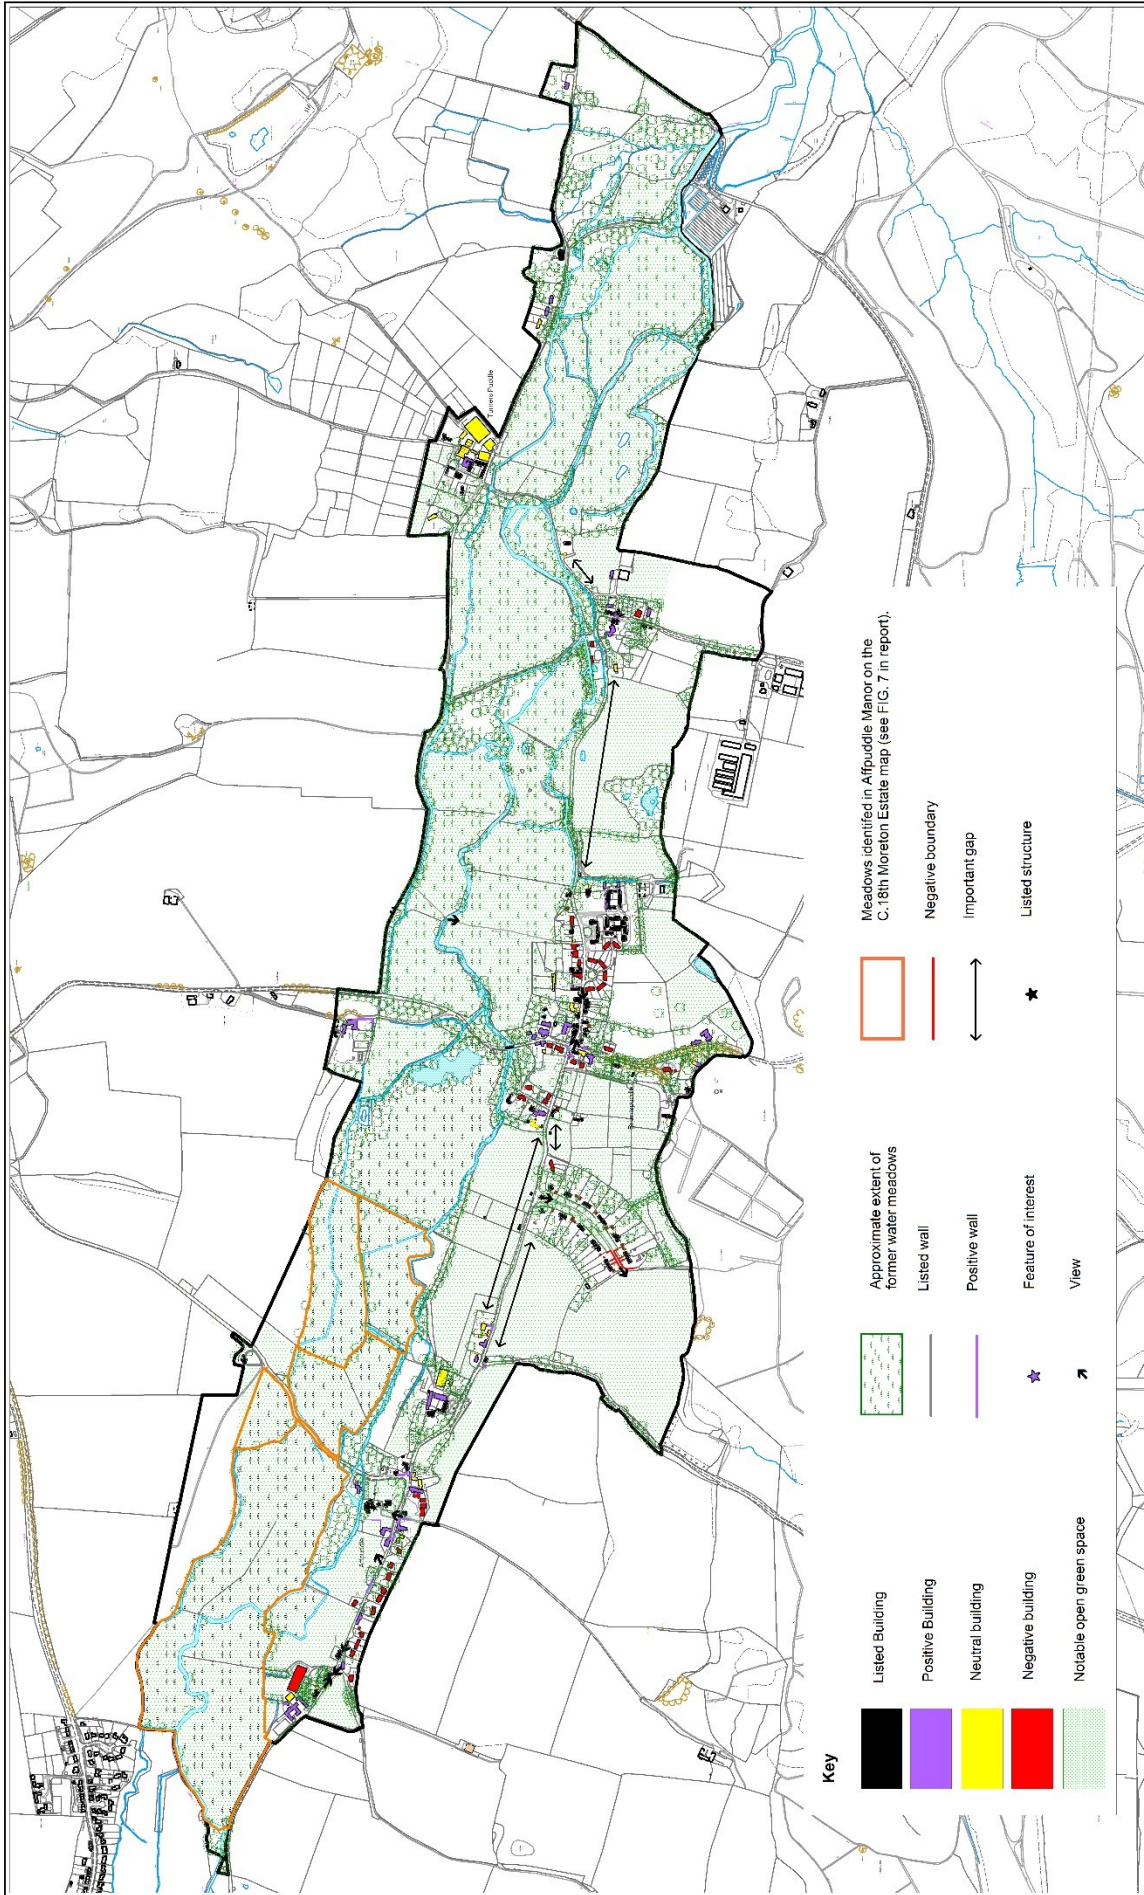 Turners Puddle
Briantspuddle
Affpuddle
Key
Listed Building
Positive Building
Neutral building
Negative building
Notable open green space
Approximate extent of
former water meadows
Listed wall
Positive wall
Feature of interest
View
Meadows identifed in Affpuddle Manor on the
C.18th Moreton Estate map (see FIG. 7 in report).
Negative boundary
Important gap
Listed structure